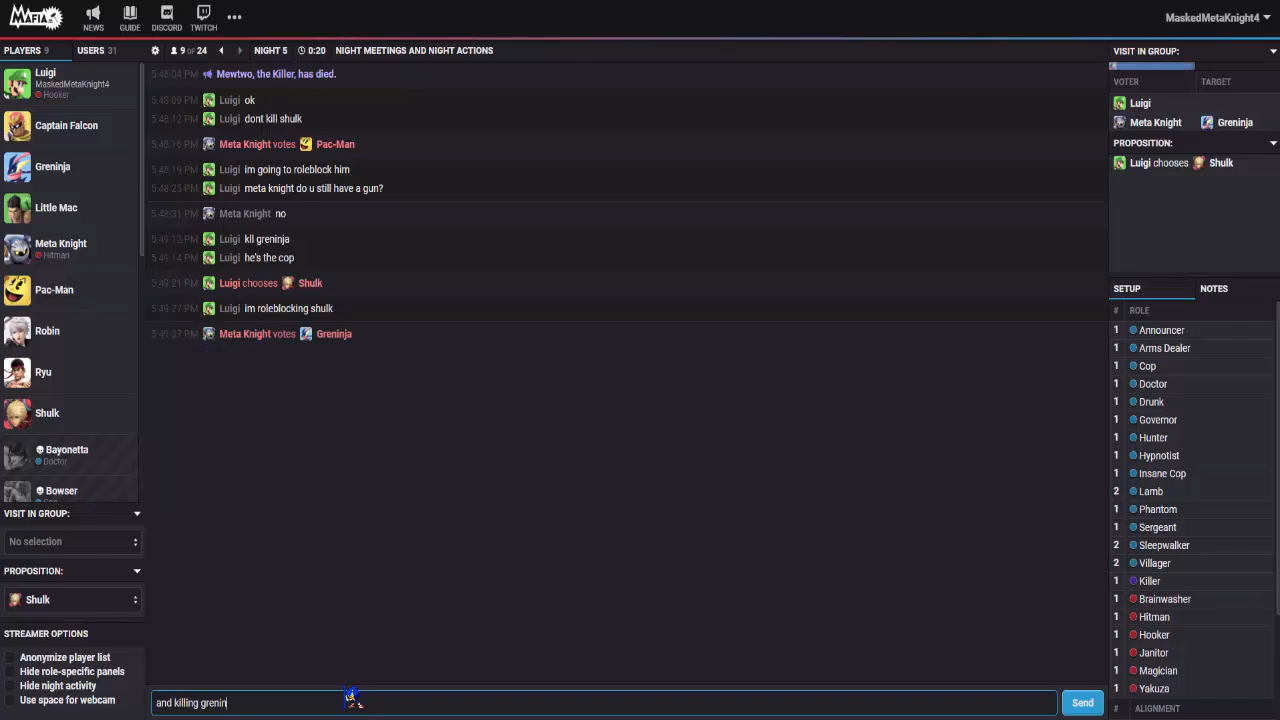 MAFIA
NEWS
GUIDE
DISCORD
TWITCH
MaskedMetaKnight4
PLAYERS 9
USERS 31
9 of 24
NIGHT 5
0:20
NIGHT MEETINGS AND NIGHT ACTIONS
Luigi
MaskedMetaKnight4
Hooker
Captain Falcon
Greninja
Little Mac
Meta Knight
Hitman
Pac-Man
Robin
Ryu
Shulk
Bayonetta
Doctor
Bowser
VISIT IN GROUP:
No selection
PROPOSITION:
Shulk
STREAMER OPTIONS
Anonymize player list
Hide role-specific panels
Hide night activity
Use space for webcam
5:48:04 PM Mewtwo, the Killer, has died.
5:48:09 PM Luigi ok
5:48:12 PM Luigi dont kill shulk
5:48:16 PM Meta Knight votes Pac-Man
5:48:19 PM Luigi im going to roleblock him
5:48:25 PM Luigi meta knight do u still have a gun?
5:48:31 PM Meta Knight no
5:49:12 PM Luigi kll greninja
5:49:14 PM Luigi he's the cop
5:49:21 PM Luigi chooses Shulk
5:49:27 PM Luigi im roleblocking shulk
5:49:33 PM Meta Knight votes Greninja
and killing grenin
Send
VISIT IN GROUP:
VOTER TARGET
Luigi
Meta Knight Greninja
PROPOSITION:
Luigi chooses Shulk
SETUP
NOTES
# ROLE
1 Announcer
1 Arms Dealer
1 Cop
1 Doctor
1 Drunk
1 Governor
1 Hunter
1 Hypnotist
1 Insane Cop
2 Lamb
1 Phantom
1 Sergeant
2 Sleepwalker
2 Villager
1 Killer
1 Brainwasher
1 Hitman
1 Hooker
1 Janitor
1 Magician
1 Yakuza
# ALIGNMENT